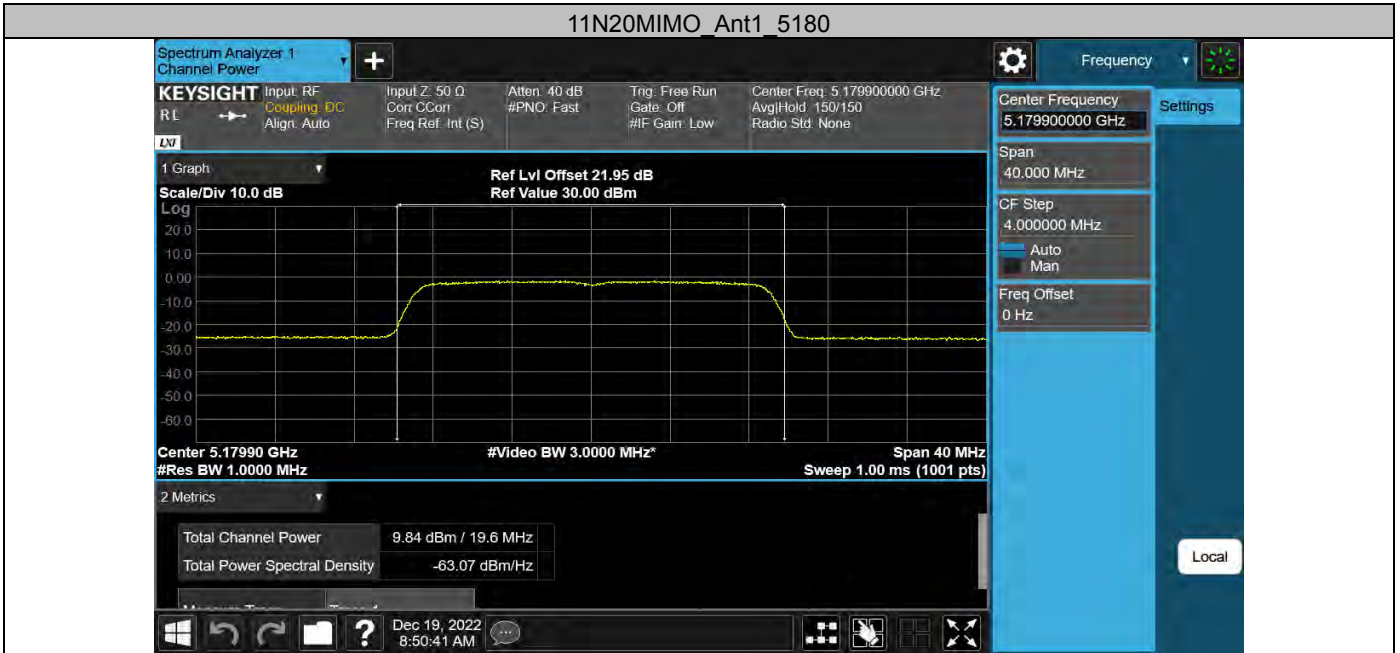 11N20MIMO_Ant1_5180
Spectrum Analyzer 1
Channel Power
+
Frequency
KEYSIGHT
RL
LXI
Input: RF
Coupling: DC
Align: Auto
Input Z: 50 Ω
Corr CCorr
Freq Ref: Int (S)
Atten: 40 dB
#PNO: Fast
Trig: Free Run
Gate: Off
#IF Gain: Low
Center Freq: 5.179900000 GHz
Avg|Hold: 150/150
Radio Std: None
Center Frequency
5.179900000 GHz
Settings
Span
40.000 MHz
CF Step
4.000000 MHz
Auto
Man
Freq Offset
0 Hz
1 Graph
Scale/Div 10.0 dB
Ref Lvl Offset 21.95 dB
Ref Value 30.00 dBm
Log
20.0
10.0
0.00
-10.0
-20.0
-30.0
-40.0
-50.0
-60.0
Center 5.17990 GHz
#Video BW 3.0000 MHz*
Span 40 MHz
#Res BW 1.0000 MHz
Sweep 1.00 ms (1001 pts)
2 Metrics
Total Channel Power 9.84 dBm / 19.6 MHz
Total Power Spectral Density -63.07 dBm/Hz
Local
?
Dec 19, 2022
8:50:41 AM